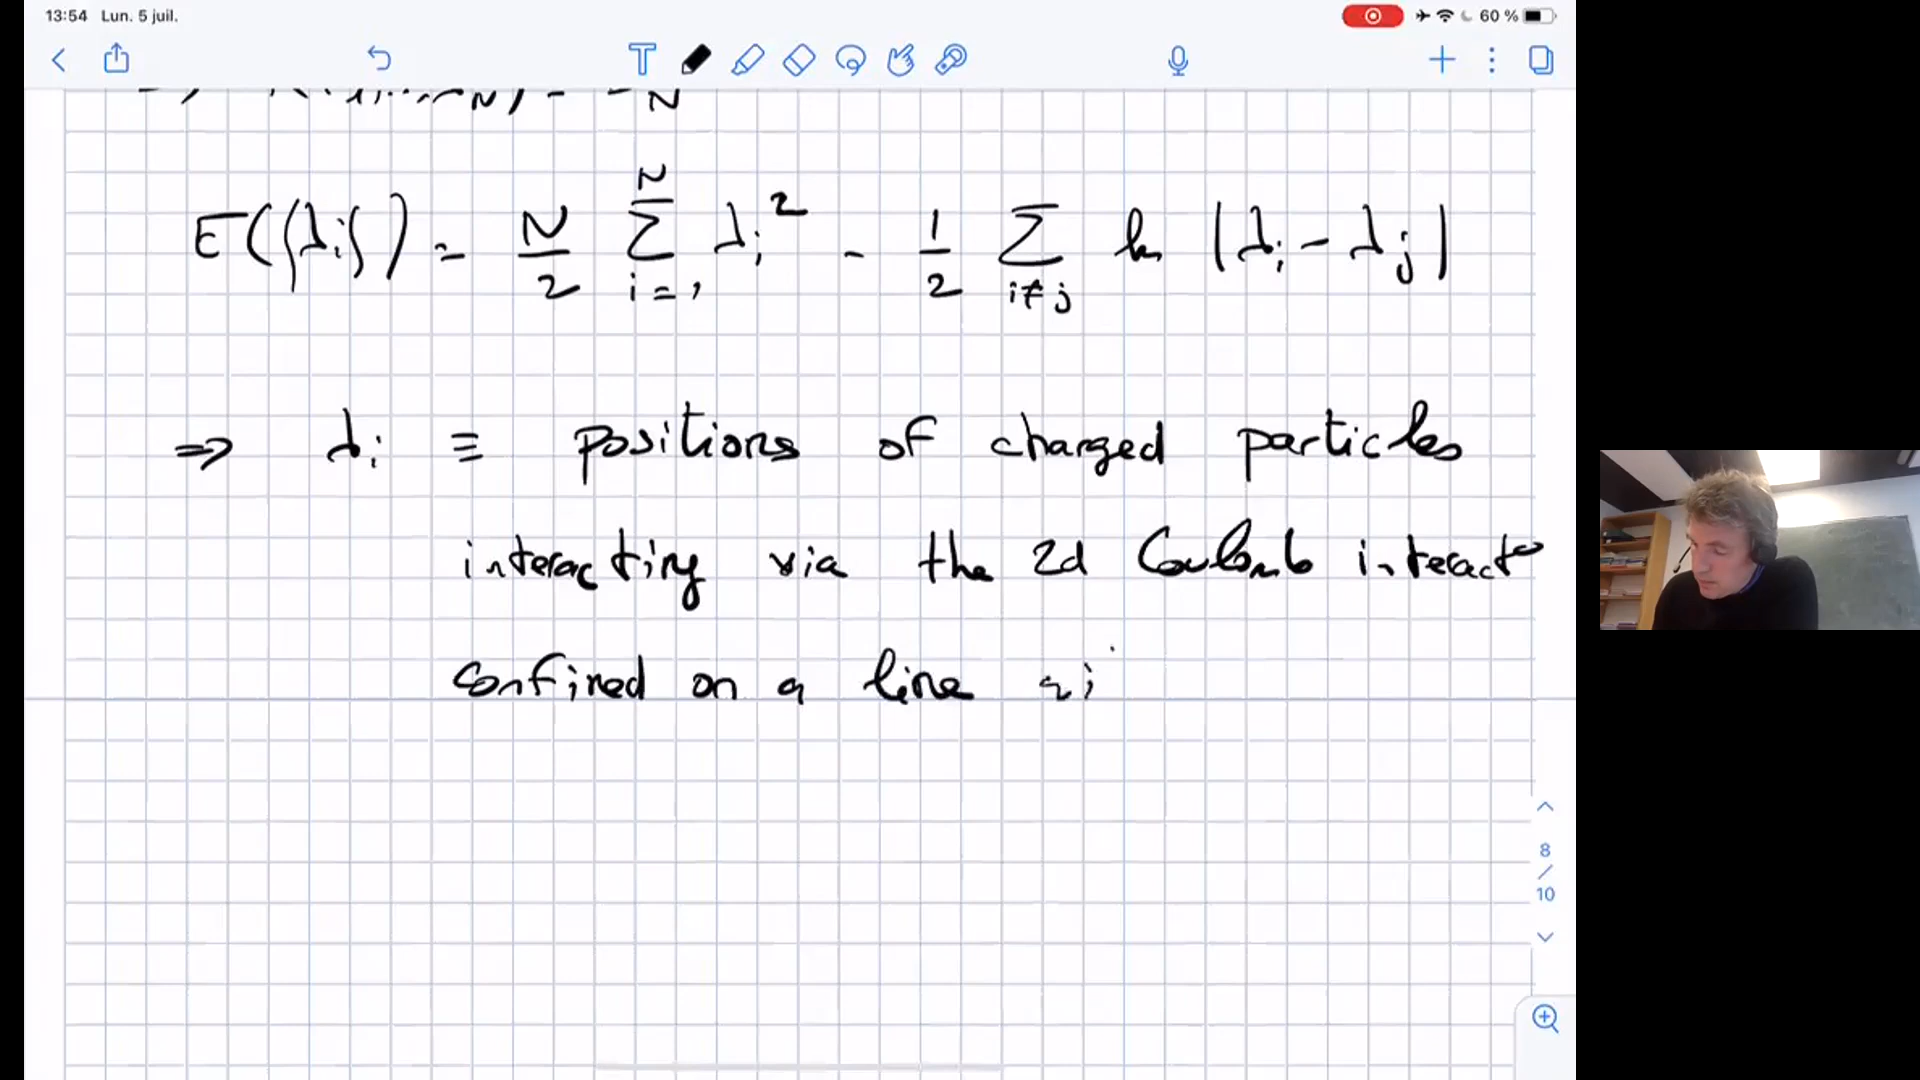 13:54 Lun. 5 juil. 60 %
E({λi}) = N/2 ∑_{i=1}^{N} λi² - 1/2 ∑_{i≠j} ln |λi - λj|
⇒ λi ≡ positions of charged particles
interacting via the 2d Coulomb
confined on a line
8
/
10